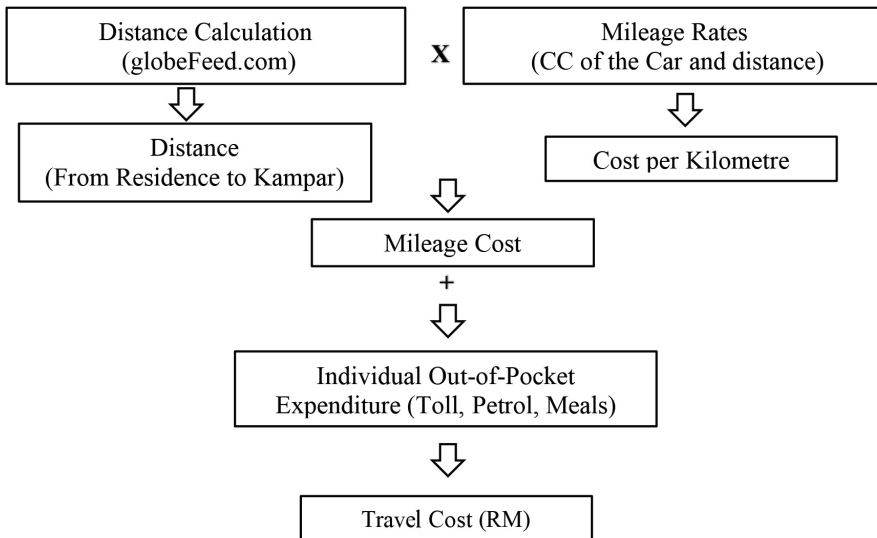 Distance Calculation
(globeFeed.com)
x
Mileage Rates
(CC of the Car and distance)
Distance
(From Residence to Kampar)
Cost per Kilometre
Mileage Cost
+
Individual Out-of-Pocket
Expenditure (Toll, Petrol, Meals)
Travel Cost (RM)